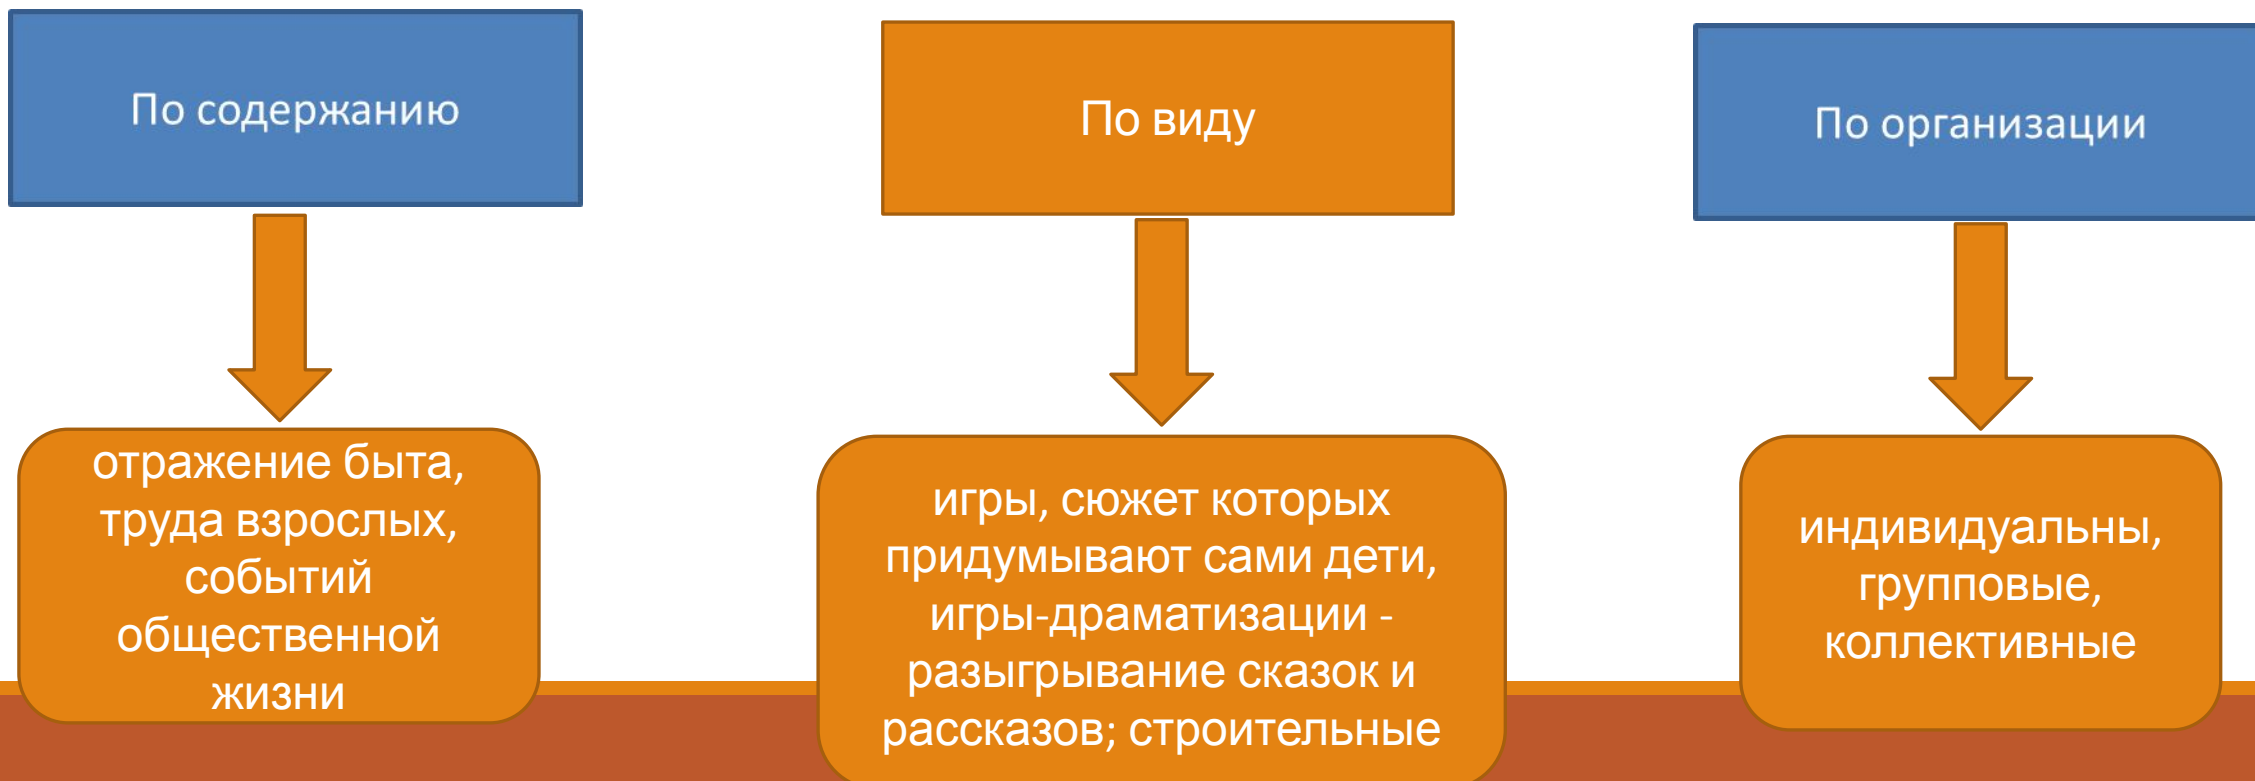 По содержанию
По виду
По организации
отражение быта,
труда взрослых,
событий
общественной
жизни
игры, сюжет которых
придумывают сами дети,
игры-драматизации -
разыгрывание сказок и
рассказов; строительные
индивидуальны,
групповые,
коллективные